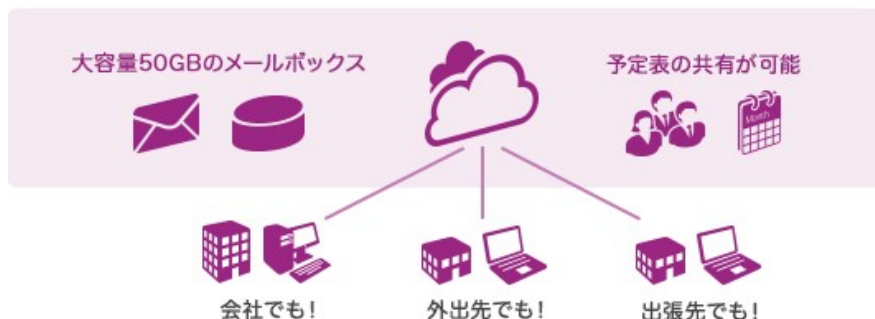 大容量50GBのメールボックス
予定表の共有が可能
Month
会社でも!
外出先でも!
出張先でも!